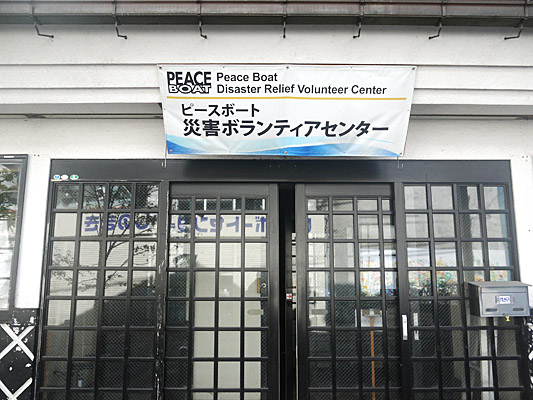 PEACE BOAT
Peace Boat
Disaster Relief Volunteer Center
ピースボート
災害ボランティアセンター